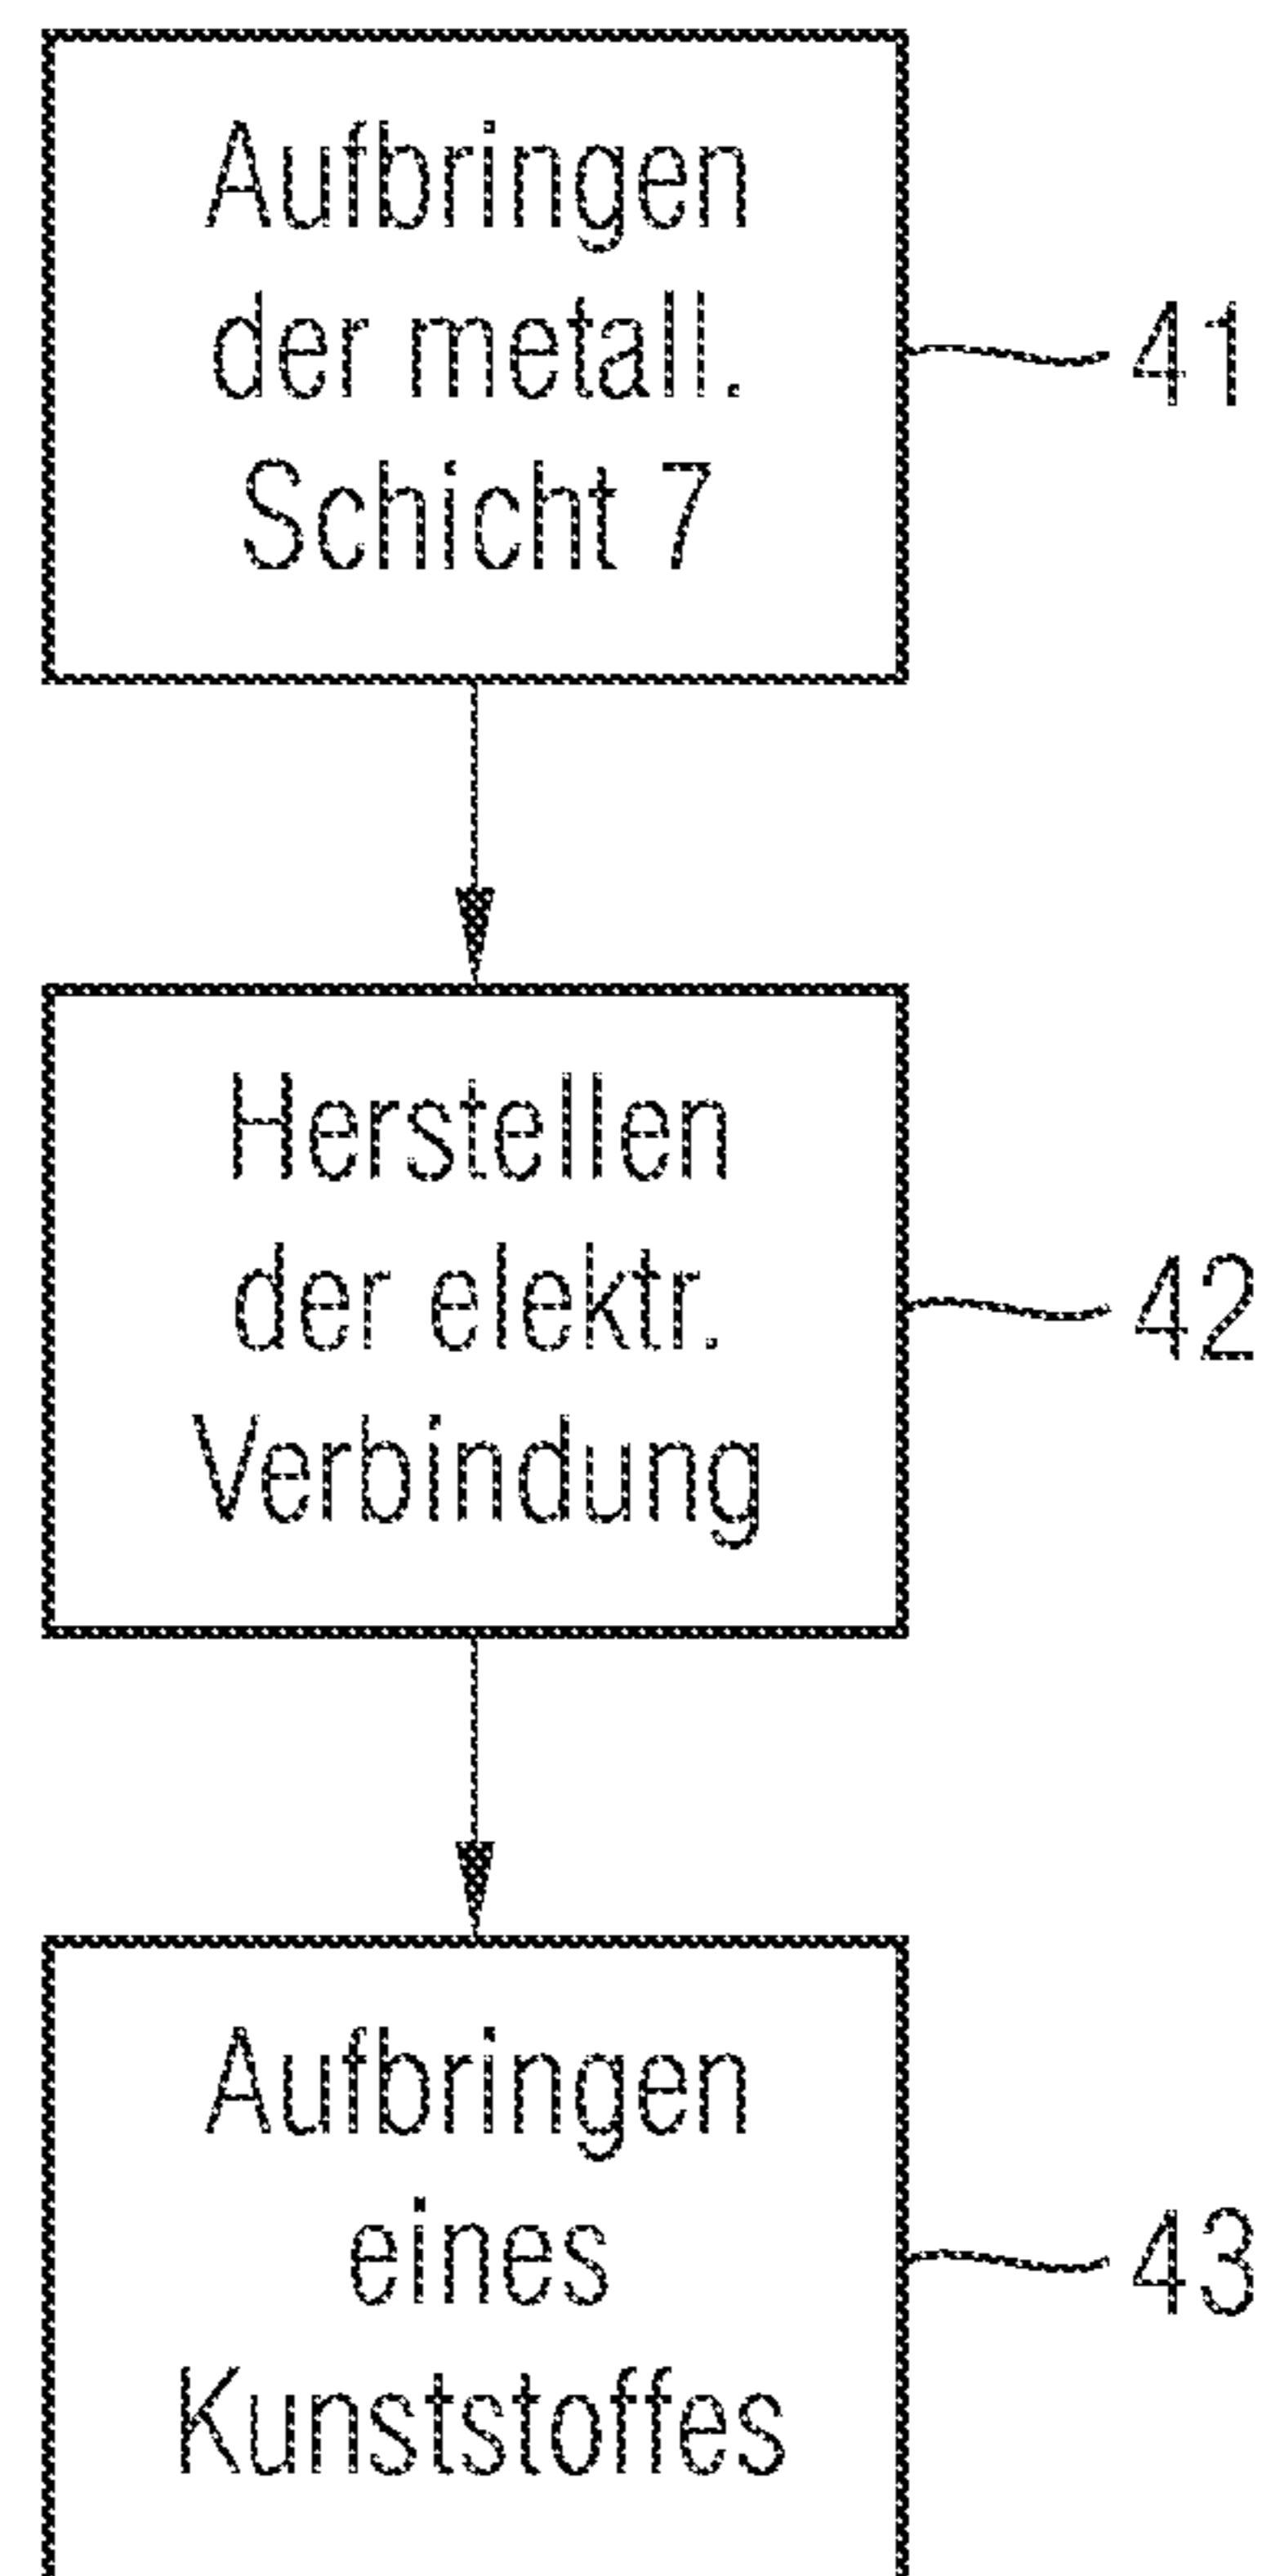 Aufbringen
der metall.
Schicht 7
41
Herstellen
der elektr.
Verbindung
42
Aufbringen
eines
Kunststoffes
43